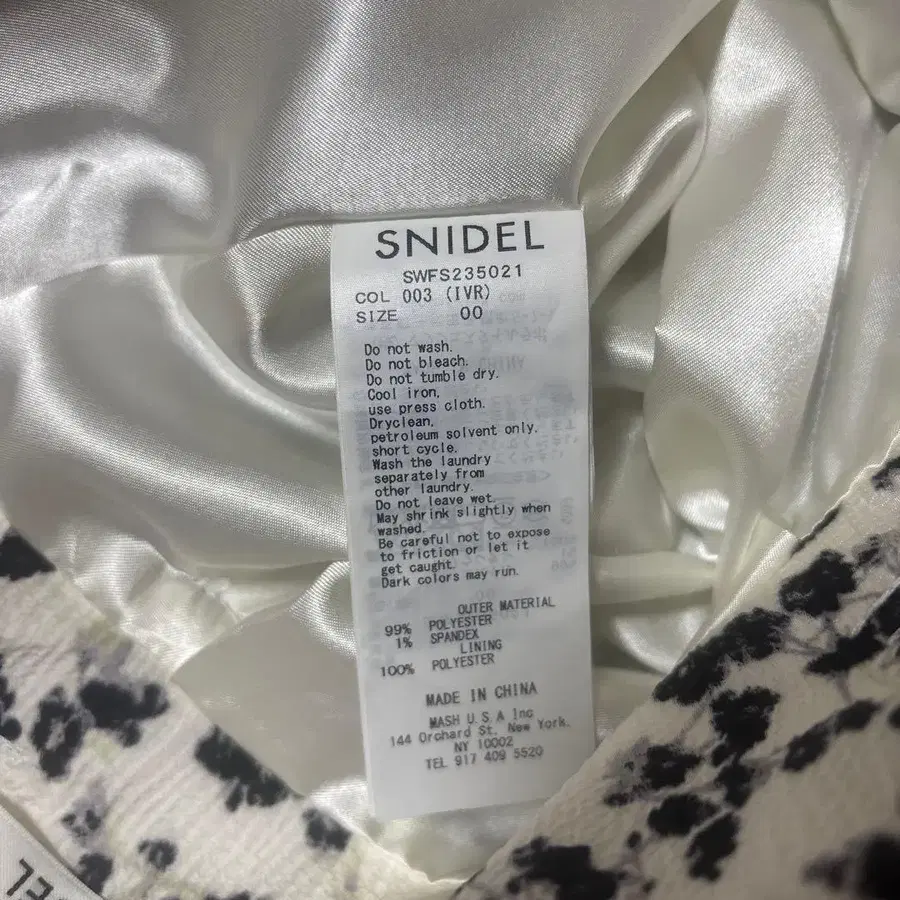 SNIDEL
SWFS235021
COL 003 (IVR)
SIZE 00
Do not wash.
Do not bleach.
Do not tumble dry.
Cool iron,
use press cloth.
Dryclean,
petroleum solvent only.
short cycle.
Wash the laundry
separately from
other laundry.
Do not leave wet.
May shrink slightly when
washed.
Be careful not to expose
to friction or let it
get caught.
Dark colors may run.
OUTER MATERIAL
99% POLYESTER
1% SPANDEX
LINING
100% POLYESTER
MADE IN CHINA
MASH U.S.A Inc
144 Orchard St. New York.
NY 10002
TEL 917 409 5520